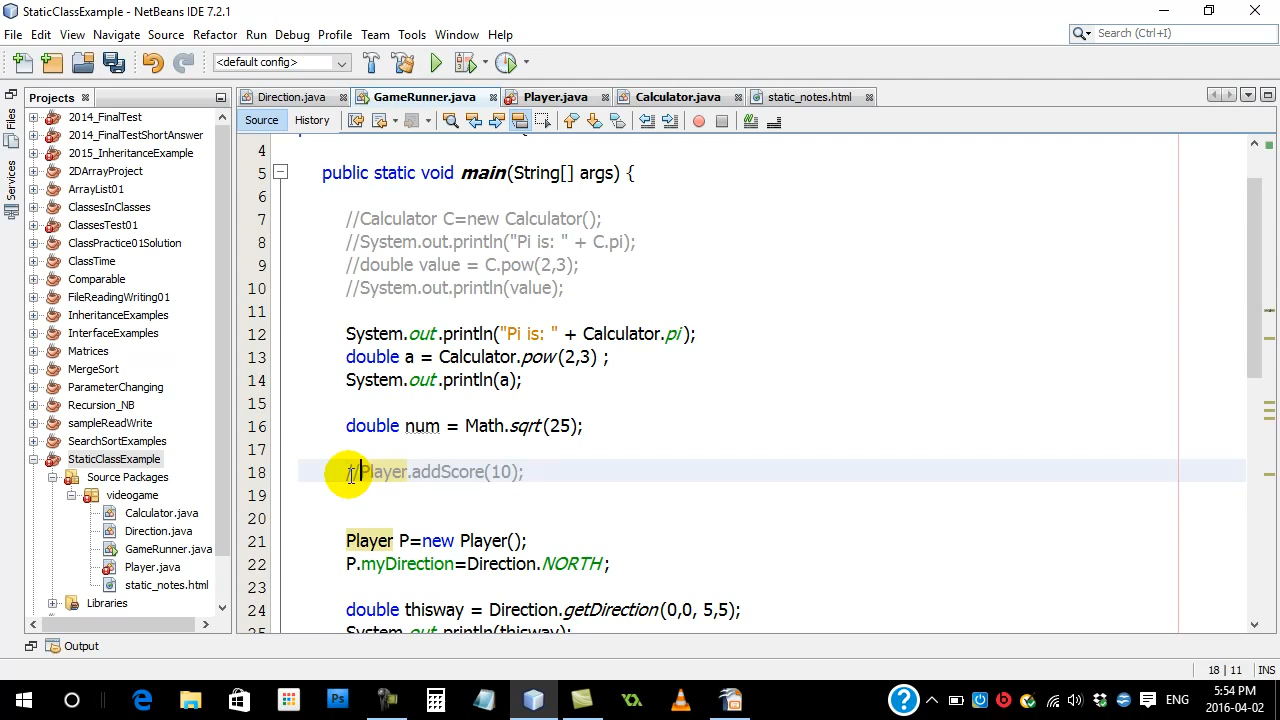 StaticClassExample - NetBeans IDE 7.2.1
File Edit View Navigate Source Refactor Run Debug Profile Team Tools Window Help
Search (Ctrl+I)
<default config>
Projects
Direction.java GameRunner.java Player.java Calculator.java static_notes.html
Source History
Files
Services
2014_FinalTest
2014_FinalTestShortAnswer
2015_InheritanceExample
2DArrayProject
ArrayList01
ClassesInClasses
ClassesTest01
ClassPractice01Solution
ClassTime
Comparable
FileReadingWriting01
InheritanceExamples
InterfaceExamples
Matrices
MergeSort
ParameterChanging
Recursion_NB
sampleReadWrite
SearchSortExamples
StaticClassExample
Source Packages
videogame
Calculator.java
Direction.java
GameRunner.java
Player.java
static_notes.html
Libraries
4
5 public static void main(String[] args) {
6
7 //Calculator C=new Calculator();
8 //System.out.println("Pi is: " + C.pi);
9 //double value = C.pow(2,3);
10 //System.out.println(value);
11
12 System.out.println("Pi is: " + Calculator.pi);
13 double a = Calculator.pow(2,3) ;
14 System.out.println(a);
15
16 double num = Math.sqrt(25);
17
18 //Player.addScore(10);
19
20
21 Player P=new Player();
22 P.myDirection=Direction.NORTH;
23
24 double thisway = Direction.getDirection(0,0, 5,5);
25 System.out.println(thisway);
Output
18 | 11 INS
ENG
5:54 PM
2016-04-02